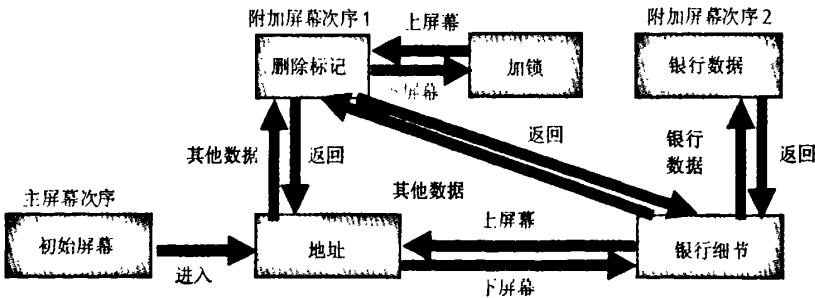 附加屏幕次序1
上屏幕
附加屏幕次序2
删除标记
加锁
银行数据
屏幕
其他数据
返回
返回
银行
数据
返回
主屏幕次序
其他数据
初始屏幕
地址
上屏幕
银行细节
进入
下屏幕